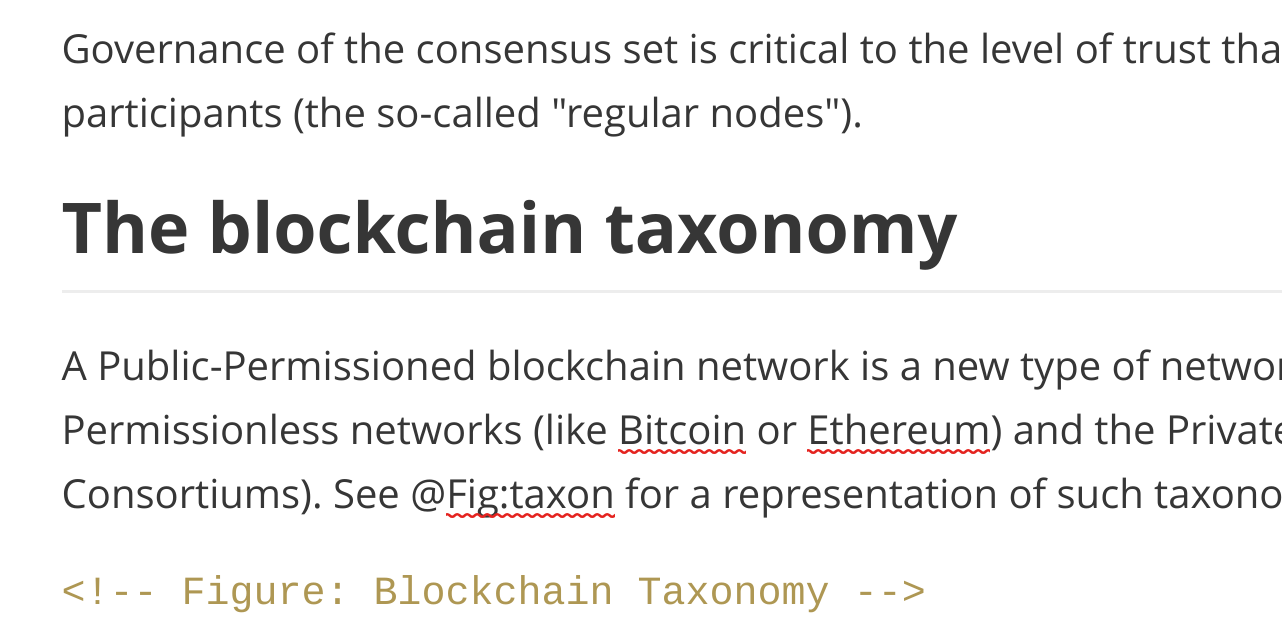 Governance of the consensus set is critical to the level of trust tha
participants (the so-called "regular nodes").
The blockchain taxonomy
A Public-Permissioned blockchain network is a new type of networ
Permissionless networks (like Bitcoin or Ethereum) and the Private
Consortiums). See @Fig:taxon for a representation of such taxono
<!-- Figure: Blockchain Taxonomy -->